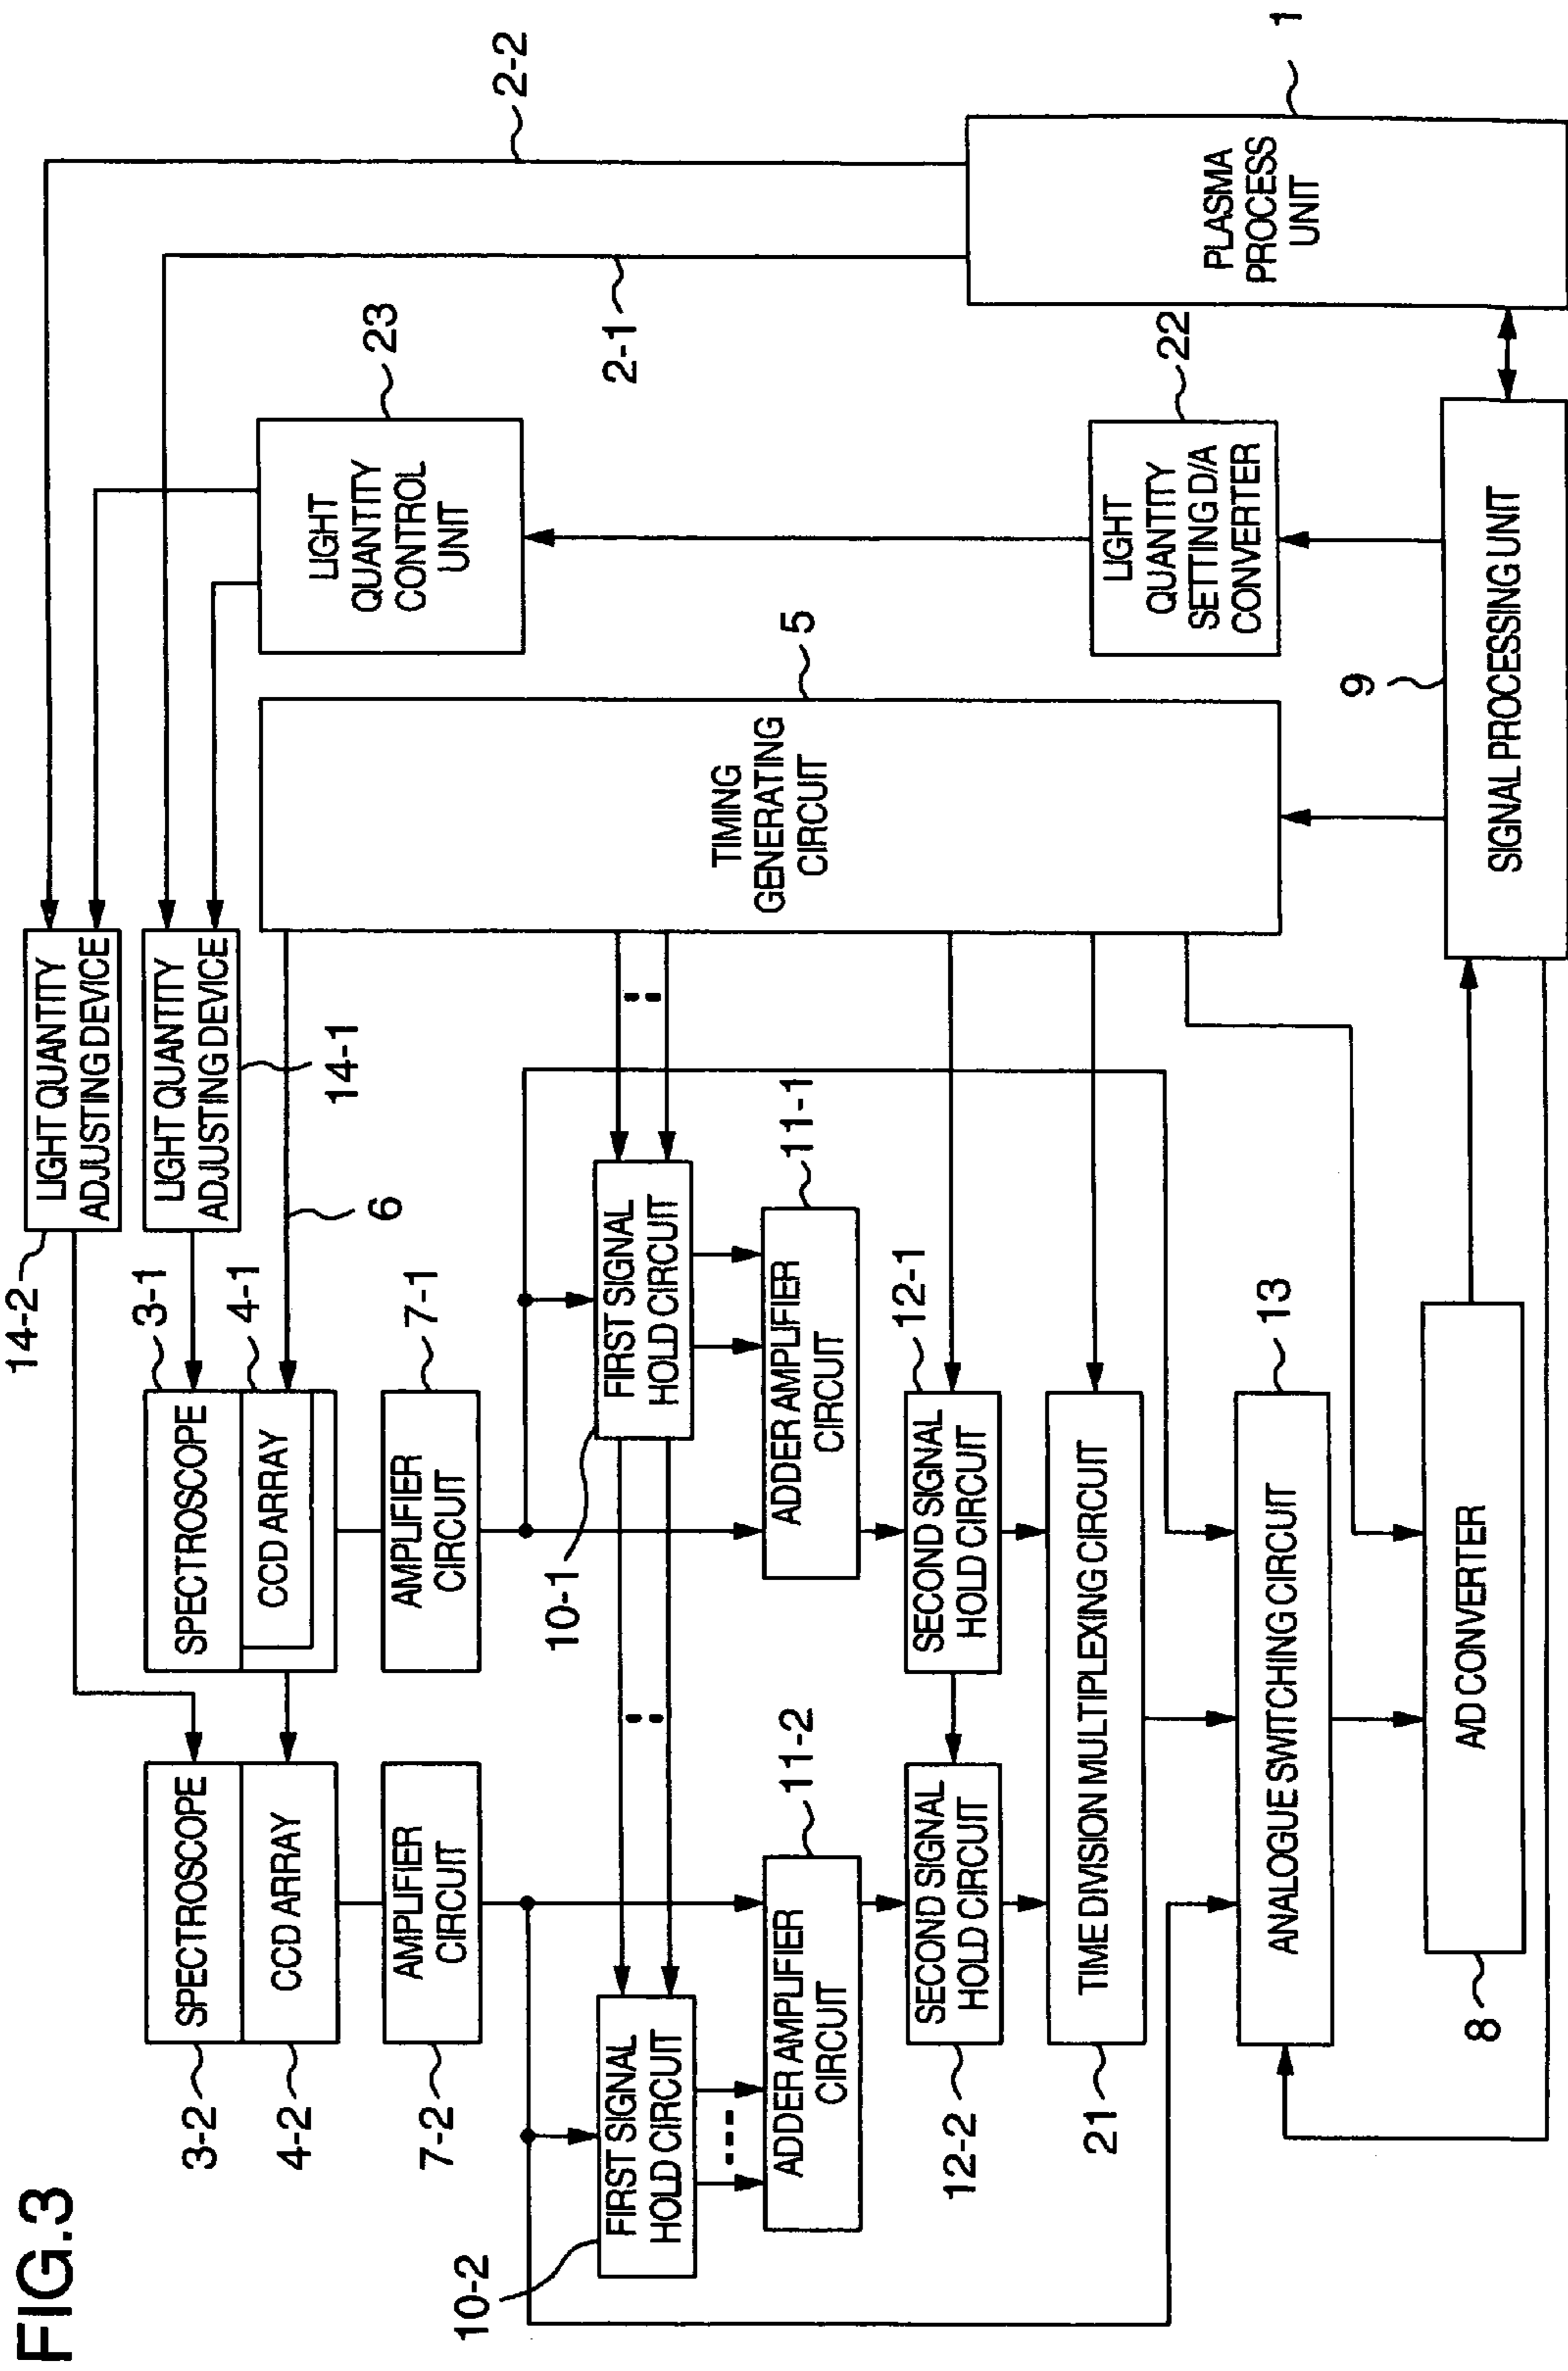 FIG.3
14-2
LIGHT QUANTITY
ADJUSTING DEVICE
2-2
LIGHT QUANTITY
ADJUSTING DEVICE
14-1
2-1
3-2
SPECTROSCOPE
4-2
CCD ARRAY
3-1
SPECTROSCOPE
4-1
CCD ARRAY
6
23
LIGHT
QUANTITY
CONTROL
UNIT
7-2
AMPLIFIER
CIRCUIT
7-1
AMPLIFIER
CIRCUIT
10-2
FIRST SIGNAL
HOLD CIRCUIT
10-1
FIRST SIGNAL
HOLD CIRCUIT
TIMING
GENERATING
CIRCUIT
5
11-2
ADDER AMPLIFIER
CIRCUIT
11-1
ADDER AMPLIFIER
CIRCUIT
12-2
SECOND SIGNAL
HOLD CIRCUIT
12-1
SECOND SIGNAL
HOLD CIRCUIT
22
LIGHT
QUANTITY
SETTING D/A
CONVERTER
21
TIME DIVISION MULTIPLEXING CIRCUIT
PLASMA
PROCESS
UNIT
1
13
ANALOGUE SWITCHING CIRCUIT
8
A/D CONVERTER
9
SIGNAL PROCESSING UNIT